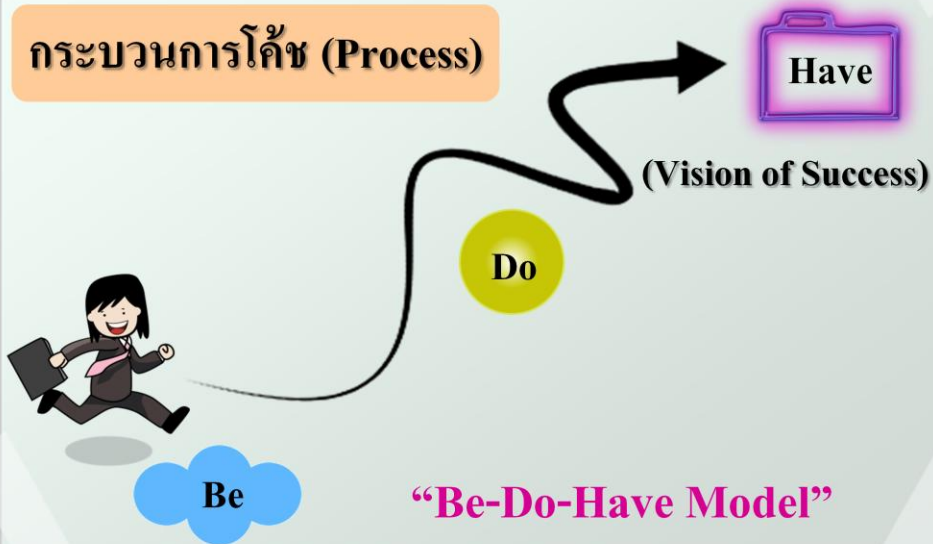 กระบวนการโค้ช (Process)
Have
(Vision of Success)
Do
Be
“Be-Do-Have Model”